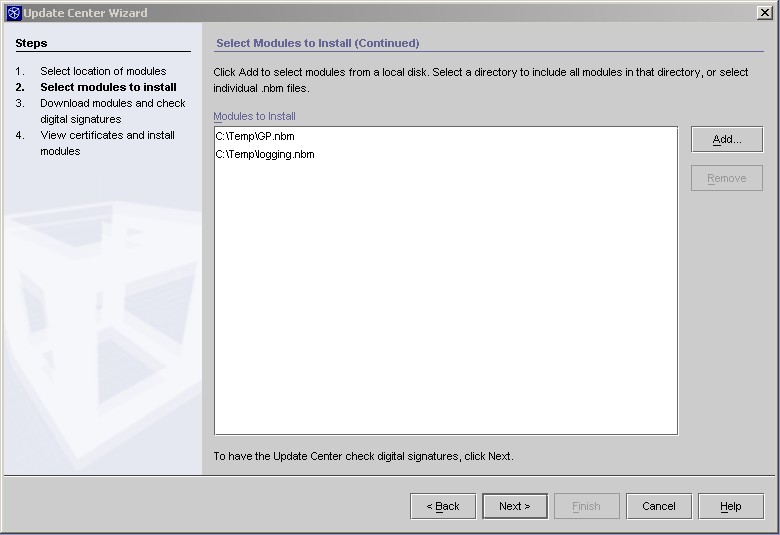 Update Center Wizard
Steps
1. Select location of modules
2. Select modules to install
3. Download modules and check
digital signatures
4. View certificates and install
modules
Select Modules to Install (Continued)
Click Add to select modules from a local disk. Select a directory to include all modules in that directory, or select
individual .nbm files.
Modules to Install
C:\Temp\GP.nbm
C:\Temp\logging.nbm
Add...
Remove
To have the Update Center check digital signatures, click Next.
< Back
Next >
Finish
Cancel
Help